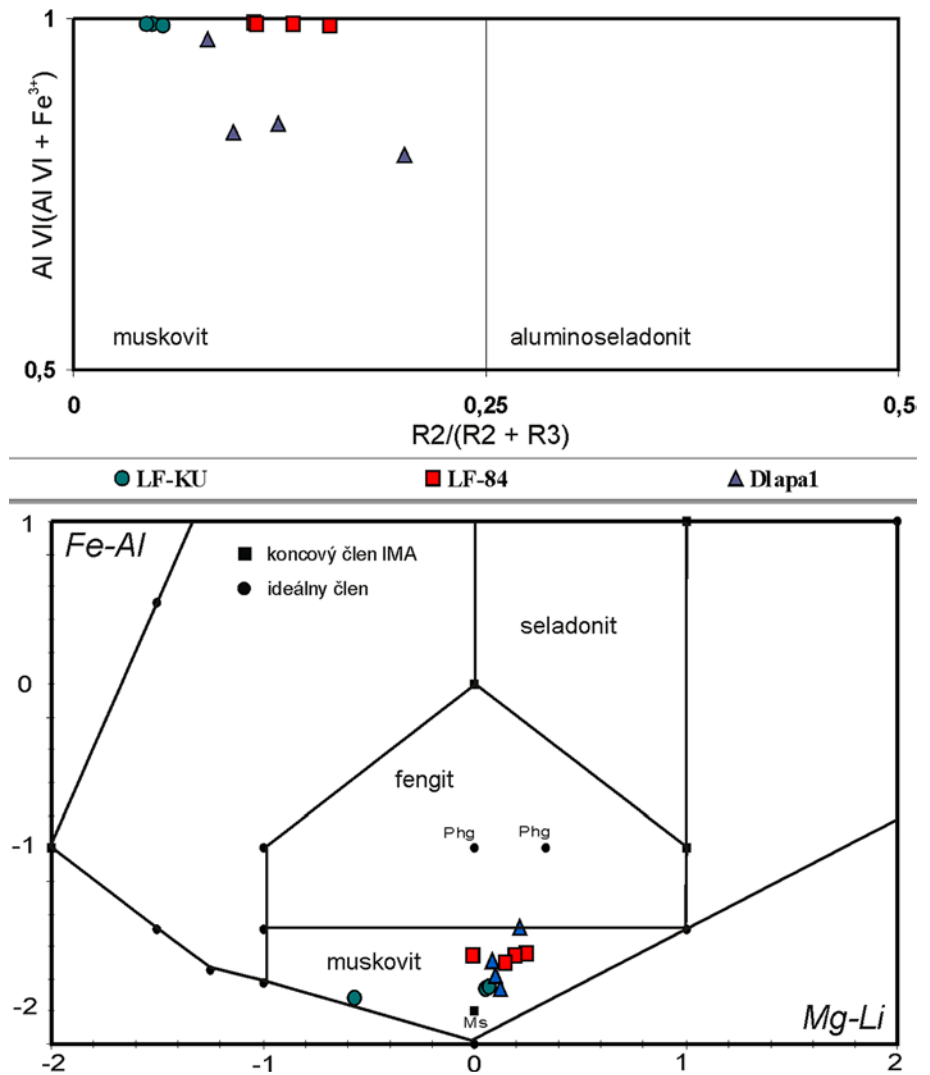 1
Al VI(Al VI + Fe³⁺)
muskovit
aluminoseladonit
0,5
0
0,25
0,5
R2/(R2 + R3)
LF-KU
LF-84
Dlapa1
1
Fe-Al
koncový člen IMA
ideálny člen
seladonit
0
fengit
Phg
Phg
-1
muskovit
-2
Ms
Mg-Li
-2
-1
0
1
2